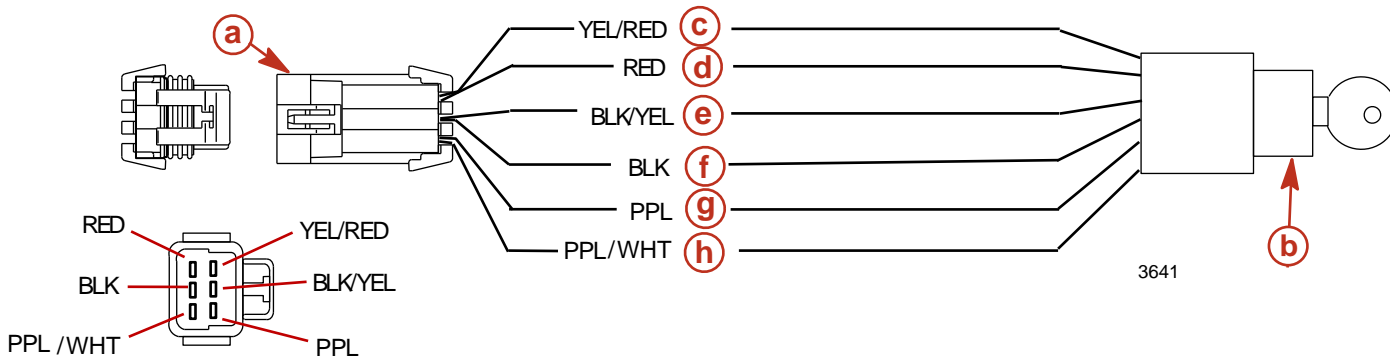 a
YEL/RED c
RED d
BLK/YEL e
BLK f
PPL g
PPL/WHT h
b
3641
RED
YEL/RED
BLK
BLK/YEL
PPL/WHT
PPL